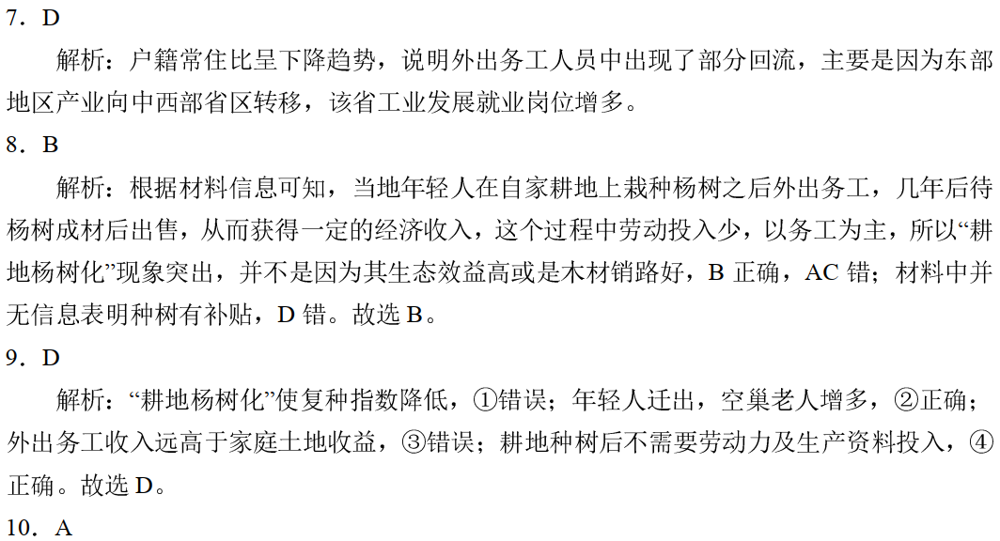 7．D
解析：户籍常住比呈下降趋势，说明外出务工人员中出现了部分回流，主要是因为东部
地区产业向中西部省区转移，该省工业发展就业岗位增多。
8．B
解析：根据材料信息可知，当地年轻人在自家耕地上栽种杨树之后外出务工，几年后待
杨树成材后出售，从而获得一定的经济收入，这个过程中劳动投入少，以务工为主，所以“耕
地杨树化”现象突出，并不是因为其生态效益高或是木材销路好，B 正确，AC 错；材料中并
无信息表明种树有补贴，D 错。故选 B。
9．D
解析：“耕地杨树化”使复种指数降低，①错误；年轻人迁出，空巢老人增多，②正确；
外出务工收入远高于家庭土地收益，③错误；耕地种树后不需要劳动力及生产资料投入，④
正确。故选 D。
10．A